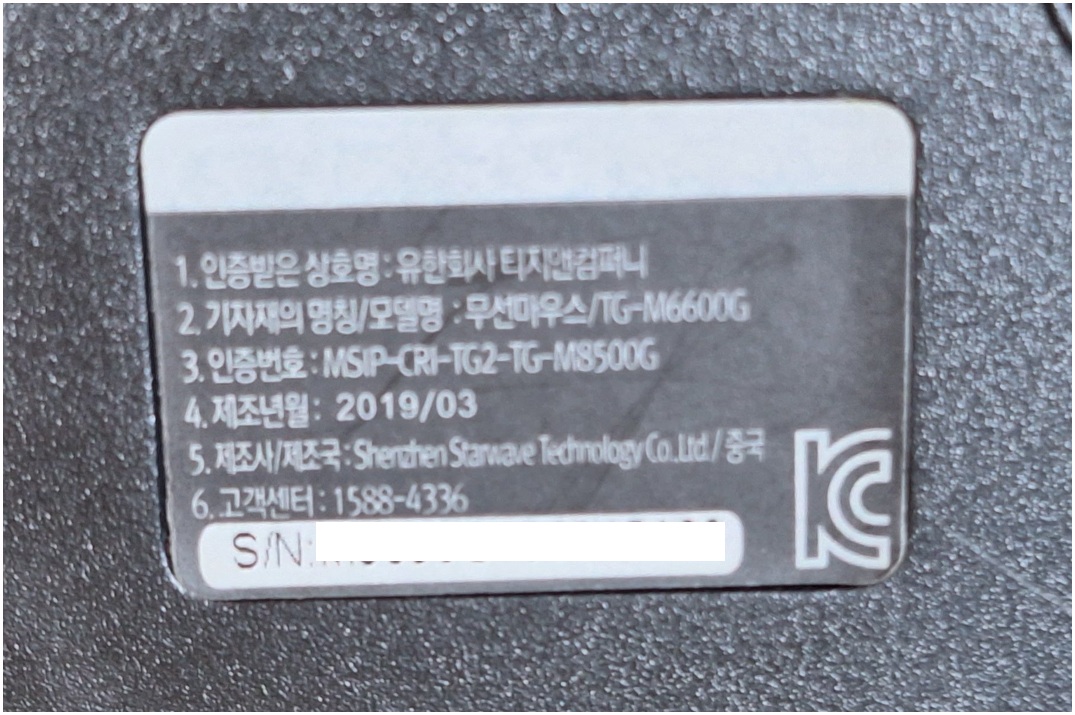 1. 인증받은 상호명 : 유한회사 티지앤컴퍼니
2. 기자재의 명칭/모델명 : 무선마우스/TG-M6600G
3. 인증번호 : MSIP-CRI-TG2-TG-M8500G
4. 제조년월 : 2019/03
5. 제조사/제조국 : Shenzhen Starwave Technology Co.Ltd / 중국
6. 고객센터 : 1588-4336
S/N: